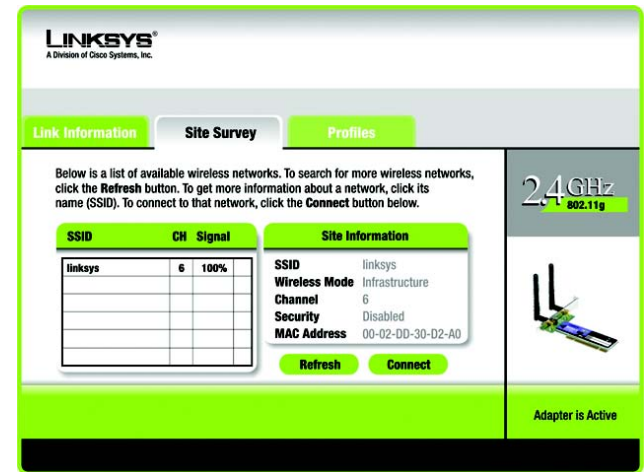 LINKSYS®
A Division of Cisco Systems, Inc.
Link Information
Site Survey
Profiles
Below is a list of available wireless networks. To search for more wireless networks,
click the Refresh button. To get more information about a network, click its
name (SSID). To connect to that network, click the Connect button below.
SSID CH Signal
linksys 6 100%
Site Information
SSID linksys
Wireless Mode Infrastructure
Channel 6
Security Disabled
MAC Address 00-02-DD-30-D2-A0
Refresh
Connect
2.4GHz
802.11g
Adapter is Active